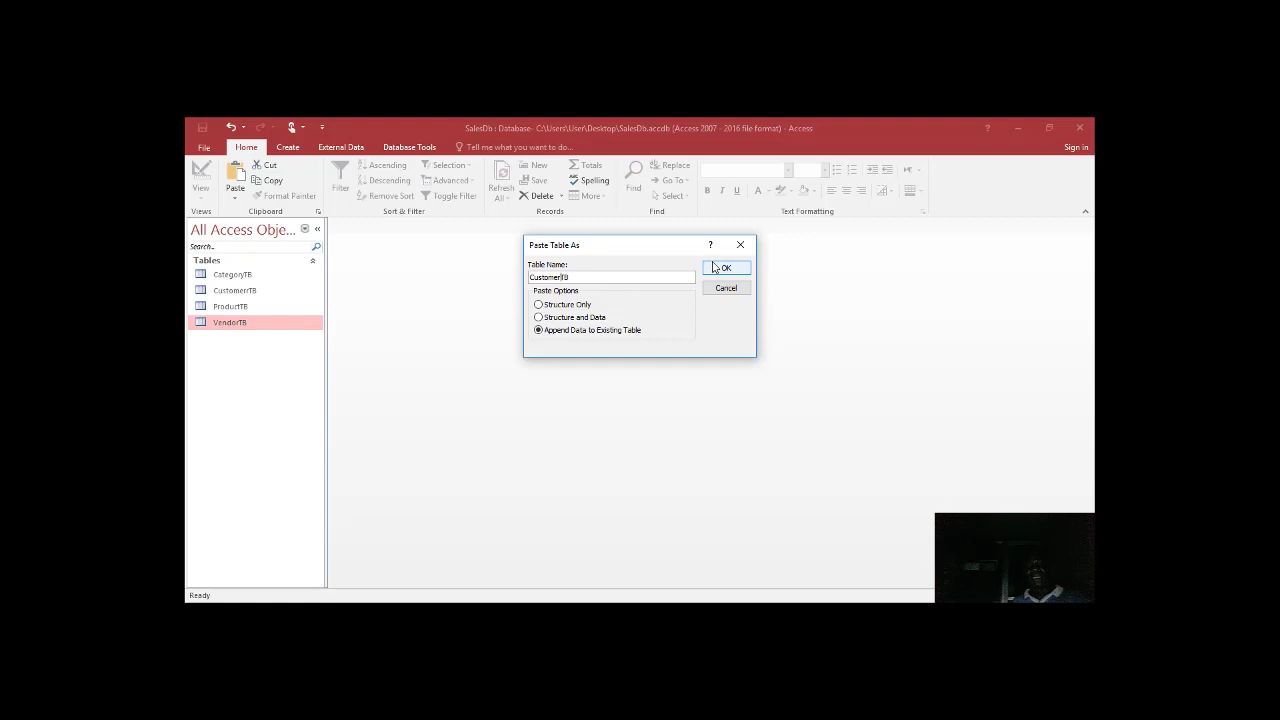 SalesDb : Database- C:\Users\User\Desktop\SalesDb.accdb (Access 2007 - 2016 file format) - Access
File Home Create External Data Database Tools Tell me what you want to do... Sign in
View
Views
Paste
Cut
Copy
Format Painter
Clipboard
Filter
Ascending
Descending
Remove Sort
Selection
Advanced
Toggle Filter
Sort & Filter
Refresh
All
New
Save
Delete
Totals
Spelling
More
Records
Find
Replace
Go To
Select
Find
B I U
Text Formatting
All Access Obje...
Search..
Tables
CategoryTB
CustomerrTB
ProductTB
VendorTB
Paste Table As
Table Name:
CustomerTB
Paste Options
Structure Only
Structure and Data
Append Data to Existing Table
OK
Cancel
Ready